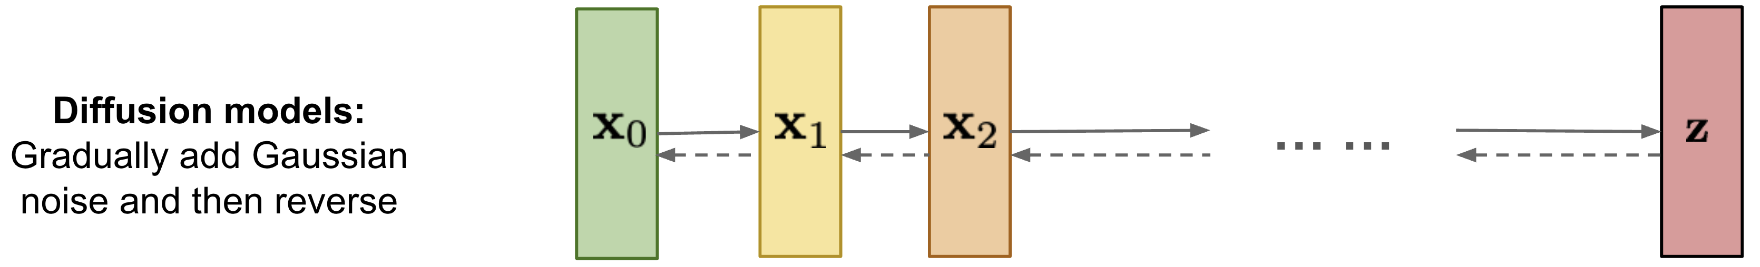 Diffusion models:
Gradually add Gaussian
noise and then reverse
x₀
x₁
x₂
... ...
z